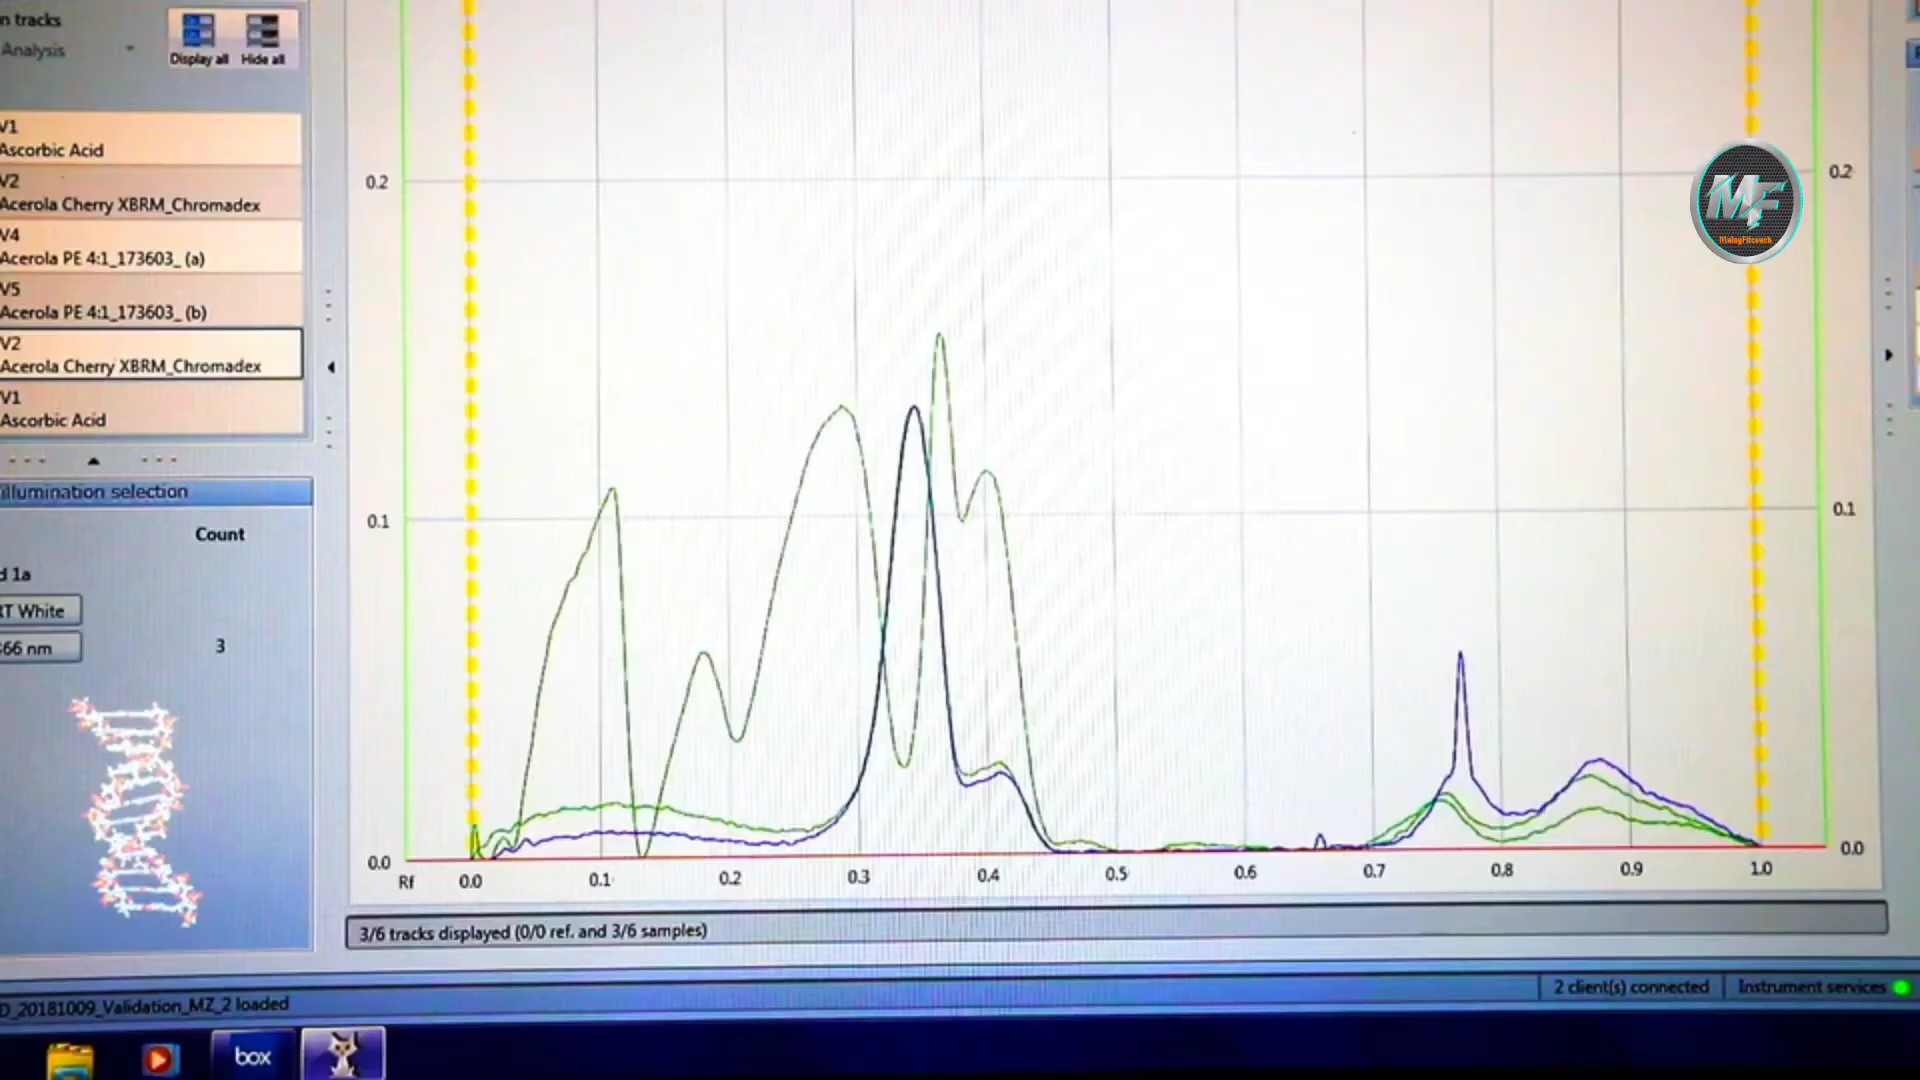 n tracks
Analysis
Display all Hide all
V1
Ascorbic Acid
V2
Acerola Cherry XBRM_Chromadex
V4
Acerola PE 4:1_173603_ (a)
V5
Acerola PE 4:1_173603_ (b)
V2
Acerola Cherry XBRM_Chromadex
V1
Ascorbic Acid
illumination selection
Count
d 1a
RT White
366 nm
3
0.2
0.2
0.1
0.1
0.0
0.0
Rf 0.0 0.1 0.2 0.3 0.4 0.5 0.6 0.7 0.8 0.9 1.0
3/6 tracks displayed (0/0 ref. and 3/6 samples)
2 client(s) connected
Instrument services
D_20181009_Validation_MZ_2 loaded
box
MF
MalayFitcoach